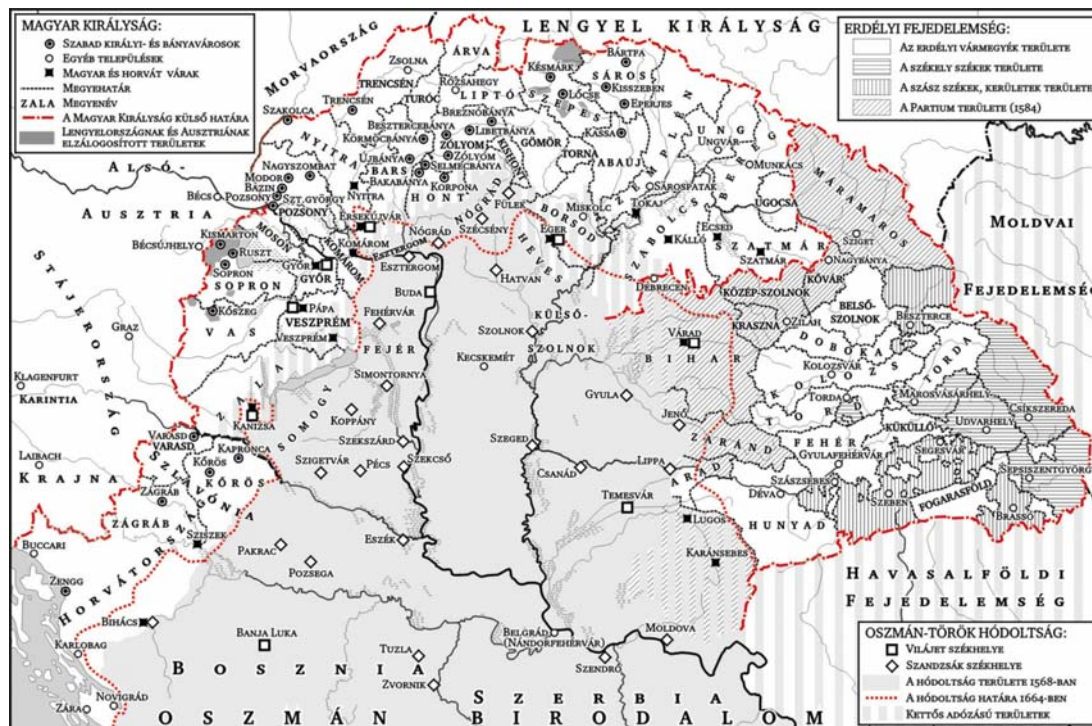 MAGYAR KIRÁLYSÁG:
Szabad királyi- és bányavárosok
Egyéb települések
Magyar és horvát várak
Megyehatár
ZALA Megyenév
A Magyar Királyság külső határa
Lengyelországnak és Ausztriának
elzálogosított területek
ERDÉLYI FEJEDELEMSÉG:
Az erdélyi vármegyék területe
A székely székek területe
A szász székek, kerületek területe
A Partium területe (1584)
LENGYEL KIRÁLYSÁG
MORVAORSZÁG
ALSÓ-
AUSZTRIA
STÁJERORSZÁG
KARINTIA
KRAJNA
MOLDVAI
FEJEDELEMSÉG
HAVASALFÖLDI
FEJEDELEMSÉG
Zsolna
ÁRVA
Rózsahegy
TRENCSÉN
Trencsén
TURÓC
LIPTÓ
Késmárk
Lőcse
SZEPES
Bártfa
SÁROS
Kisszeben
Eperjes
Kassa
Szakolca
NYITRA
Besztercebánya
Breznóbánya
Libetbánya
Körmöcbánya
ZÓLYOM
Zólyom
Újbánya
Selmecbánya
BARS
Bakabánya
Korpona
HONT
KISHONT
GÖMÖR
TORNA
ABAÚJ
ZEMPLÉN
UNG
Ungvár
BEREG
Munkács
UGOCSA
MÁRAMAROS
Sziget
Nagyszombat
Modor
Bazin
Szt. György
Bécs
Pozsony
POZSONY
Nyitra
Érsekújvár
Komárom
KOMÁROM
NÓGRÁD
Nógrád
Fülek
Szécsény
BORSOD
Miskolc
Sárospatak
Tokaj
Eger
HEVES
SZABOLCS
Kálló
Ecsed
SZATMÁR
Szatmár
Nagybánya
Debrecen
Bécsújhely
Kismarton
Ruszt
Sopron
SOPRON
MOSON
Győr
GYŐR
ESZTERGOM
Esztergom
Kőszeg
VAS
Pápa
VESZPRÉM
Veszprém
Buda
Hatvan
Fehérvár
FEJÉR
Simontornya
Szolnok
KÜLSŐ-
SZOLNOK
Kecskemét
Graz
Klagenfurt
Laibach
ZALA
Kanizsa
SOMOGY
Koppány
Szekszárd
Szigetvár
Pécs
Szekcső
Szeged
Gyula
Csanád
Jenő
Lippa
ARAD
ZARÁND
Temesvár
Lugos
Karánsebes
Várad
BIHAR
KÖZÉP-SZOLNOK
KŐVÁR
KRASZNA
Zilah
BELSŐ-
SZOLNOK
Beszterce
DOBOKA
KOLOZS
Kolozsvár
TORDA
Torda
Marosvásárhely
Csíkszereda
Udvarhely
KÜKÜLLŐ
FEHÉR
Gyulafehérvár
Segesvár
Sepsiszentgyörgy
Szászsebes
Déva
Szeben
FOGARASFÖLD
Brassó
HUNYAD
Varasd
VARASD
Kapronca
Kőrös
KŐRÖS
Zágráb
ZÁGRÁB
SZLAVÓNIA
Sziszek
HORVÁTORSZÁG
Buccari
Zengg
Bihács
Karlobag
Novigrád
Zára
Pakrac
Pozsega
Eszék
Banja Luka
Tuzla
Zvornik
Belgrád
(Nándorfehérvár)
Szendrő
Moldova
BOSZNIA
SZERBIA
OSZMÁN BIRODALOM
OSZMÁN-TÖRÖK HÓDOLTSÁG:
Vilájet székhelye
Szandzsák székhelye
A hódoltság területe 1568-ban
A hódoltság határa 1664-ben
Kettős adózású területek